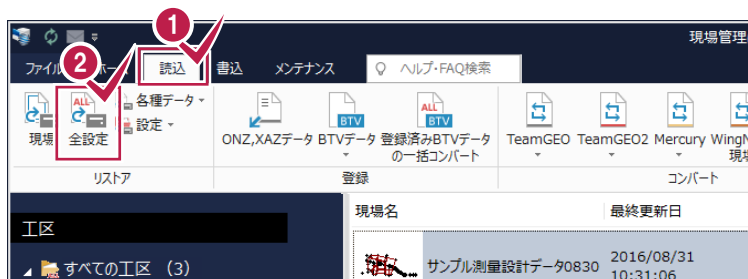 現場管理
1
2
ファイル ホーム 読込 書込 メンテナンス ヘルプ・FAQ検索
ALL
各種データ
設定
BTV
ALL
BTV
現場 全設定 ONZ,XAZデータ BTVデータ 登録済みBTVデータ
の一括コンバート
TeamGEO TeamGEO2 Mercury WingN
現場
リストア 登録 コンバート
工区
現場名 最終更新日
すべての工区 (3)
サンプル測量設計データ0830 2016/08/31
10:31:06